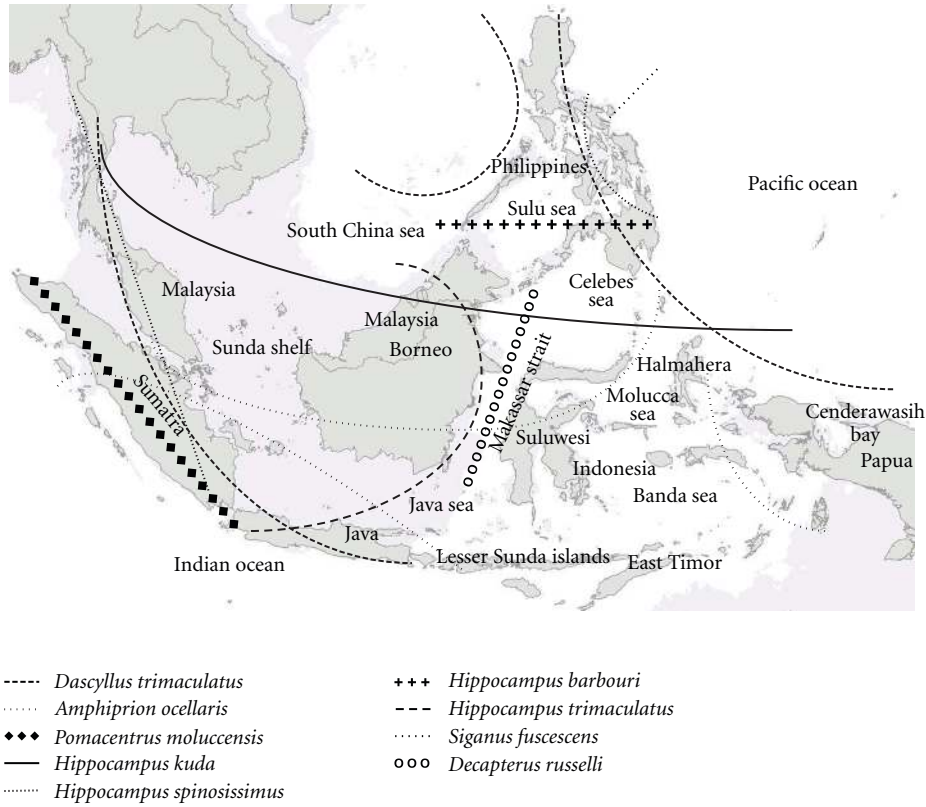 Philippines
Pacific ocean
Sulu sea
South China sea
Celebes
sea
Malaysia
Malaysia
Borneo
Sunda shelf
Makassar strait
Halmahera
Molucca
sea
Sumatra
Cenderawasih
bay
Suluwesi
Papua
Indonesia
Banda sea
Java sea
Java
Lesser Sunda islands
East Timor
Indian ocean
Dascyllus trimaculatus
Amphiprion ocellaris
Pomacentrus moluccensis
Hippocampus kuda
Hippocampus spinosissimus
Hippocampus barbouri
Hippocampus trimaculatus
Siganus fuscescens
Decapterus russelli